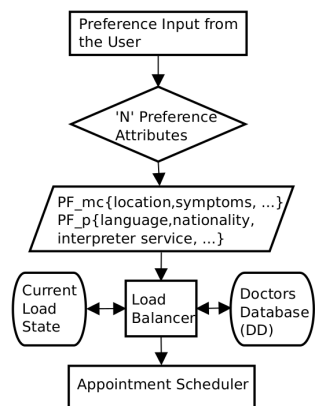 Preference Input from
the User
'N' Preference
Attributes
PF_mc{location,symptoms, ...}
PF_p{language,nationality,
interpreter service, ...}
Current
Load
State
Load
Balancer
Doctors
Database
(DD)
Appointment Scheduler